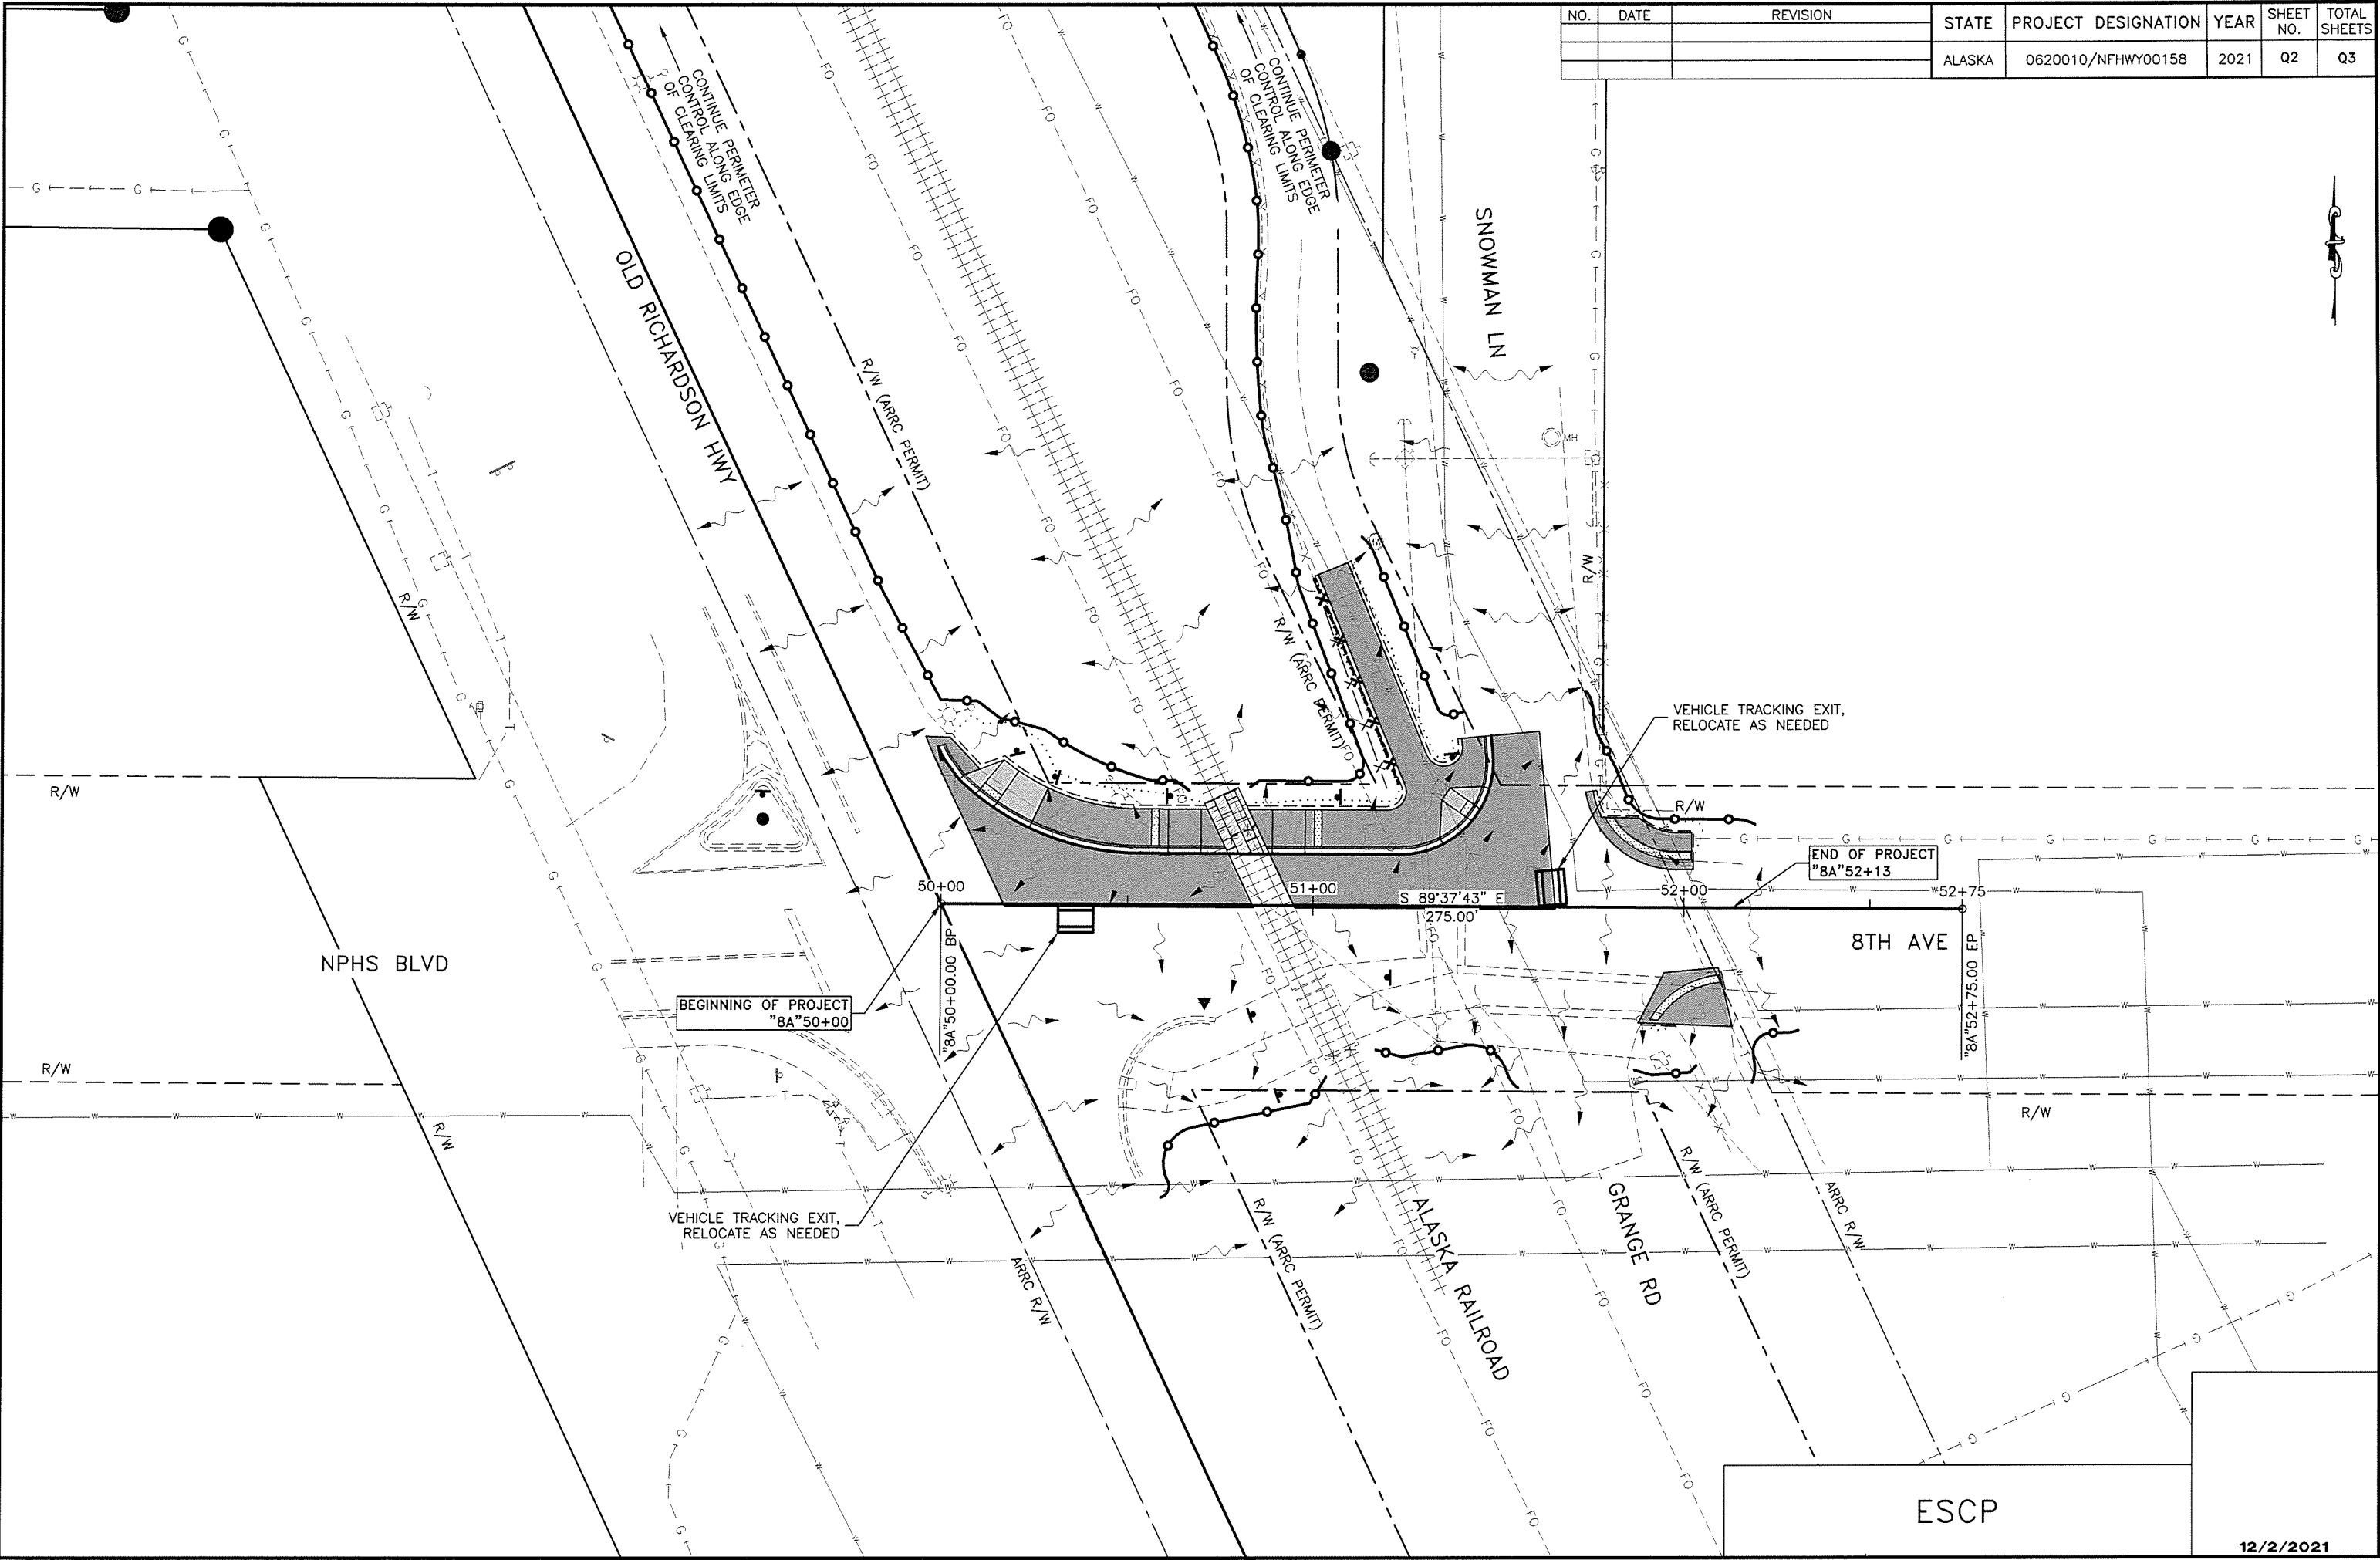 NO. DATE REVISION
STATE PROJECT DESIGNATION YEAR SHEET NO. TOTAL SHEETS
ALASKA 0620010/NFHWY00158 2021 Q2 Q3
CONTINUE PERIMETER
CONTROL ALONG EDGE
OF CLEARING LIMITS
CONTINUE PERIMETER
CONTROL ALONG EDGE
OF CLEARING LIMITS
SNOWMAN LN
OLD RICHARDSON HWY
R/W (ARRC PERMIT)
MH
R/W
R/W
R/W (ARRC PERMIT)
VEHICLE TRACKING EXIT,
RELOCATE AS NEEDED
R/W
R/W
END OF PROJECT
"8A"52+13
50+00
51+00
S 89°37'43" E
275.00'
52+00
52+75
8TH AVE
NPHS BLVD
"8A"50+00.00 BP
"8A"52+75.00 EP
BEGINNING OF PROJECT
"8A"50+00
R/W
R/W
R/W
VEHICLE TRACKING EXIT,
RELOCATE AS NEEDED
ARRC R/W
R/W (ARRC PERMIT)
ALASKA RAILROAD
GRANGE RD
R/W (ARRC PERMIT)
ARRC R/W
ESCP
12/2/2021